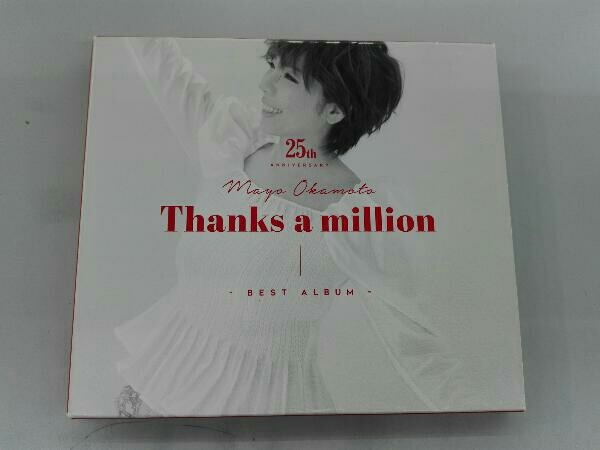 25th
ANNIVERSARY
Mayo Okamoto
Thanks a million
- BEST ALBUM -